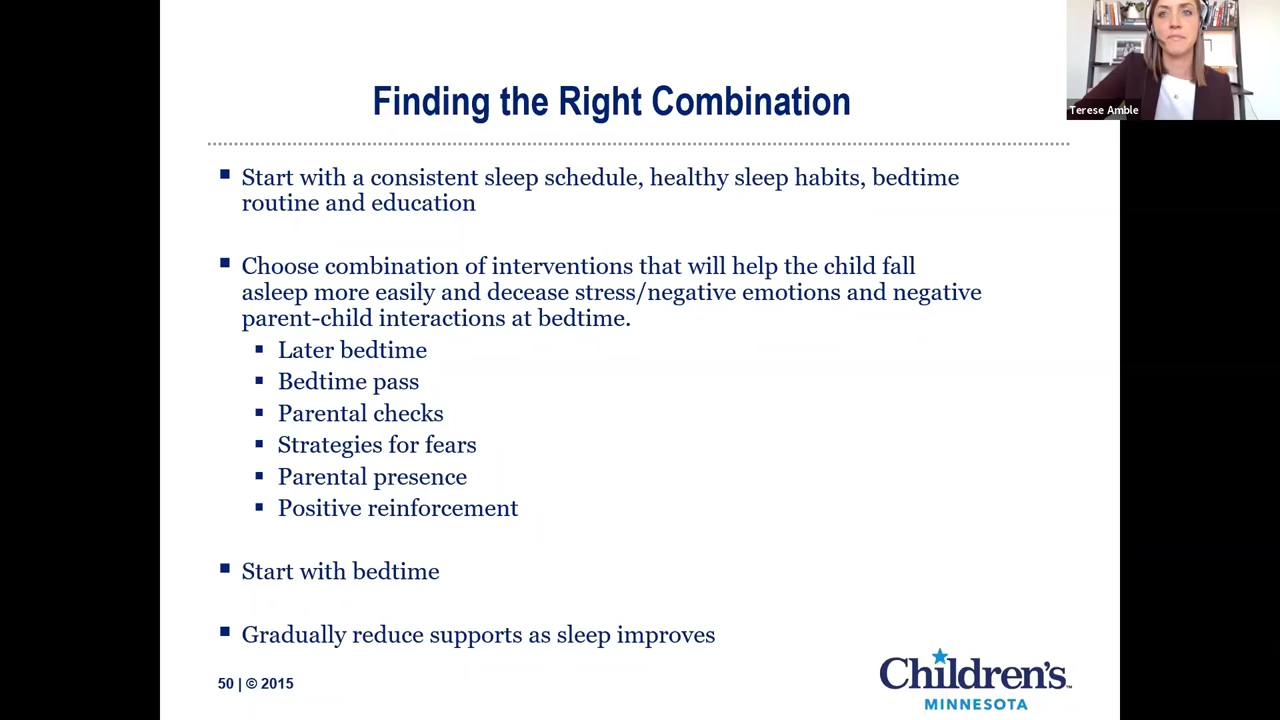 Finding the Right Combination
Terese Amble
▪ Start with a consistent sleep schedule, healthy sleep habits, bedtime
routine and education
▪ Choose combination of interventions that will help the child fall
asleep more easily and decease stress/negative emotions and negative
parent-child interactions at bedtime.
▪ Later bedtime
▪ Bedtime pass
▪ Parental checks
▪ Strategies for fears
▪ Parental presence
▪ Positive reinforcement
▪ Start with bedtime
▪ Gradually reduce supports as sleep improves
50 | © 2015
Children's™
MINNESOTA